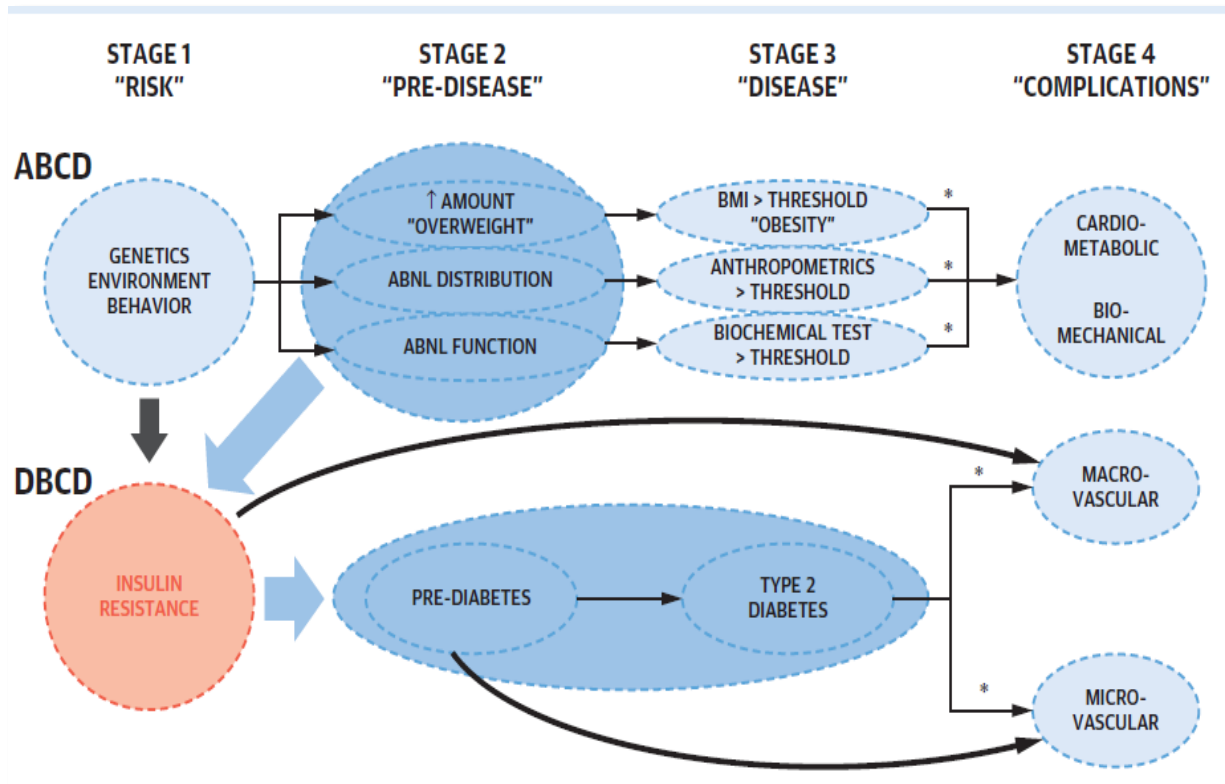 STAGE 1
"RISK"
STAGE 2
"PRE-DISEASE"
STAGE 3
"DISEASE"
STAGE 4
"COMPLICATIONS"
ABCD
GENETICS
ENVIRONMENT
BEHAVIOR
↑ AMOUNT
"OVERWEIGHT"
ABNL DISTRIBUTION
ABNL FUNCTION
BMI > THRESHOLD
"OBESITY"
ANTHROPOMETRICS
> THRESHOLD
BIOCHEMICAL TEST
> THRESHOLD
*
*
*
CARDIO-
METABOLIC
BIO-
MECHANICAL
DBCD
INSULIN
RESISTANCE
PRE-DIABETES
TYPE 2
DIABETES
*
*
MACRO-
VASCULAR
MICRO-
VASCULAR